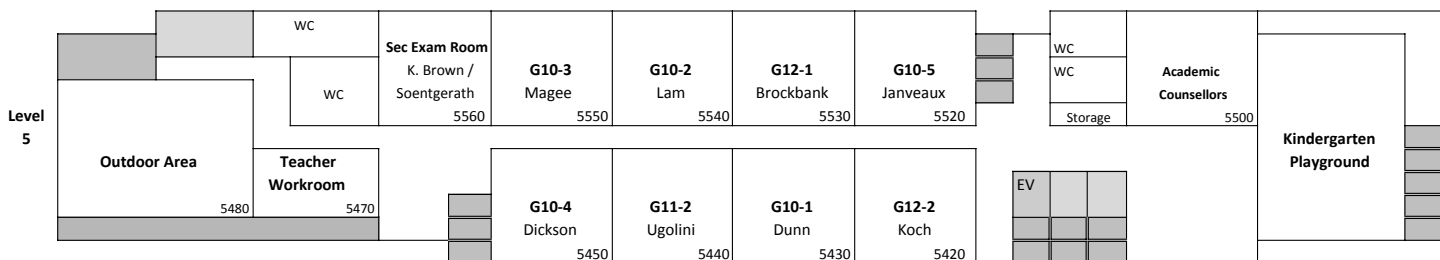 WC
Sec Exam Room
K. Brown /
Soentgerath
5560
G10-3
Magee
5550
G10-2
Lam
5540
G12-1
Brockbank
5530
G10-5
Janveaux
5520
WC
WC
Storage
Academic
Counsellors
5500
WC
Level
5
Outdoor Area
5480
Teacher
Workroom
5470
Kindergarten
Playground
G10-4
Dickson
5450
G11-2
Ugolini
5440
G10-1
Dunn
5430
G12-2
Koch
5420
EV